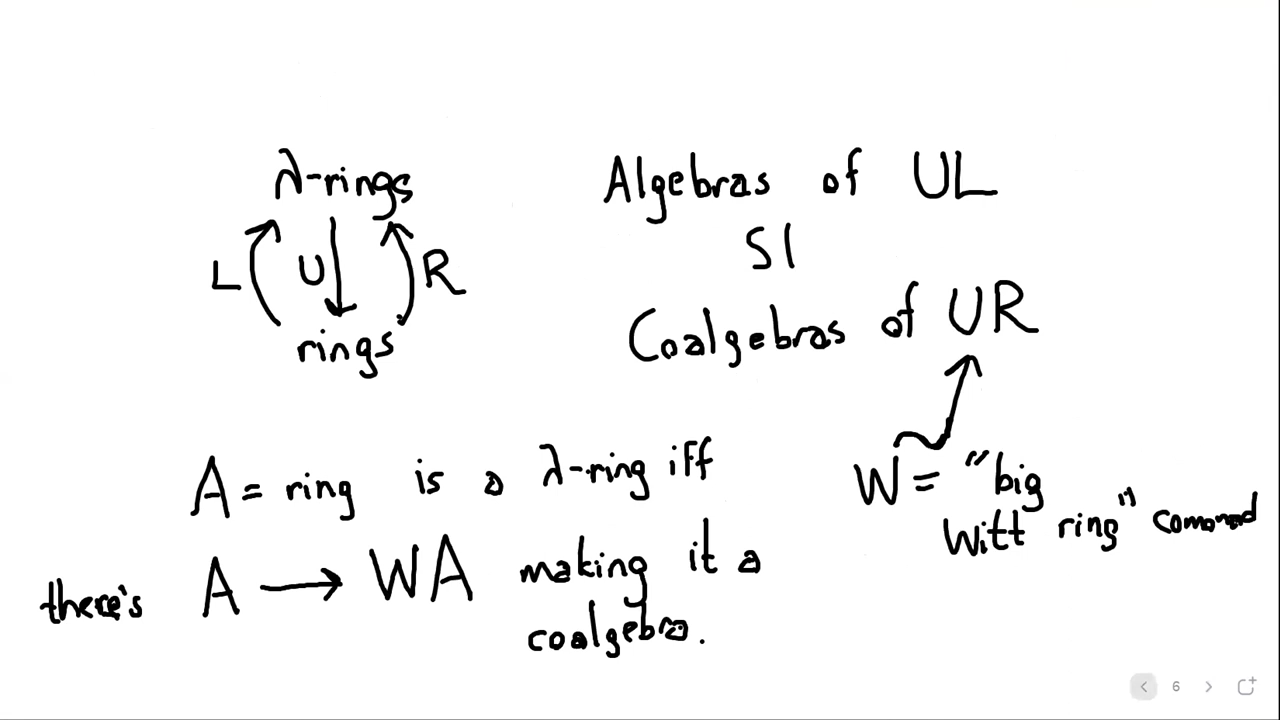 λ-rings
L U R
rings
Algebras of UL
SI
Coalgebras of UR
A = ring is a λ-ring iff
there's A → WA making it a
coalgebra.
W = "big
Witt ring" comonad
6